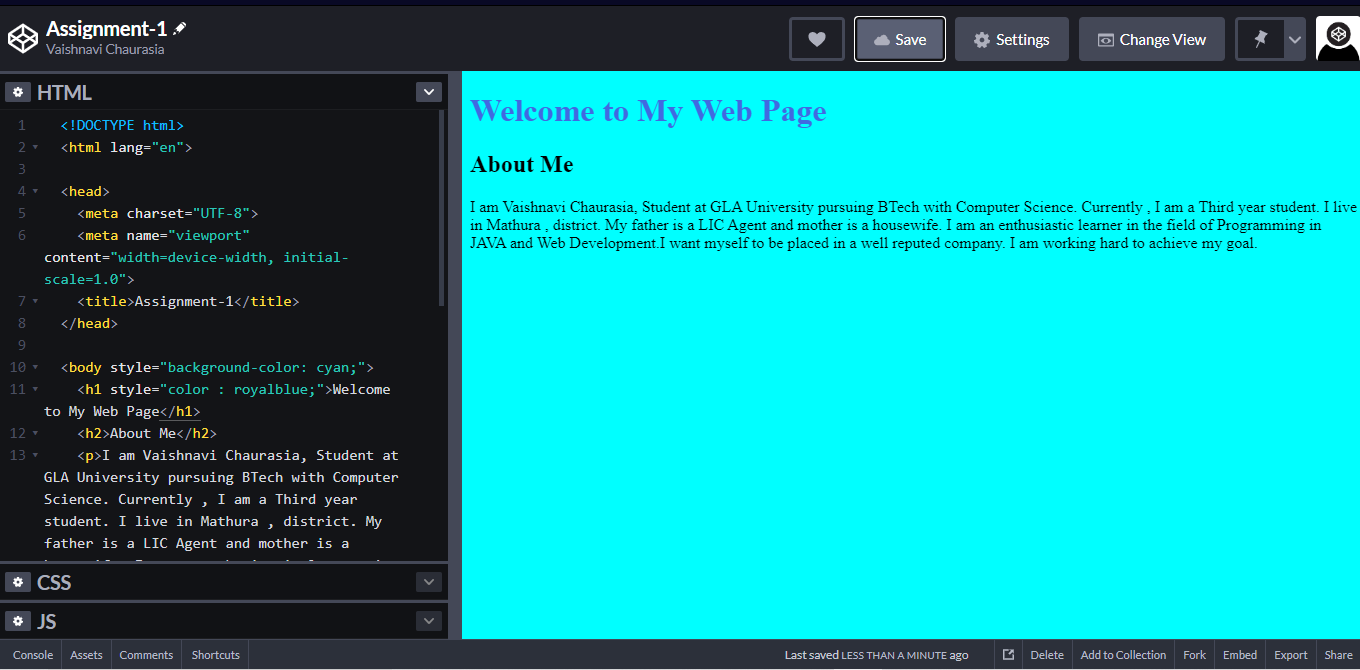 Assignment-1
Vaishnavi Chaurasia
Save
Settings
Change View
HTML
1 <!DOCTYPE html>
2 <html lang="en">
3
4 <head>
5 <meta charset="UTF-8">
6 <meta name="viewport"
content="width=device-width, initial-
scale=1.0">
7 <title>Assignment-1</title>
8 </head>
9
10 <body style="background-color: cyan;">
11 <h1 style="color : royalblue;">Welcome
to My Web Page</h1>
12 <h2>About Me</h2>
13 <p>I am Vaishnavi Chaurasia, Student at
GLA University pursuing BTech with Computer
Science. Currently , I am a Third year
student. I live in Mathura , district. My
father is a LIC Agent and mother is a
CSS
JS
Welcome to My Web Page
About Me
I am Vaishnavi Chaurasia, Student at GLA University pursuing BTech with Computer Science. Currently , I am a Third year student. I live
in Mathura , district. My father is a LIC Agent and mother is a housewife. I am an enthusiastic learner in the field of Programming in
JAVA and Web Development.I want myself to be placed in a well reputed company. I am working hard to achieve my goal.
Console
Assets
Comments
Shortcuts
Last saved LESS THAN A MINUTE ago
Delete
Add to Collection
Fork
Embed
Export
Share